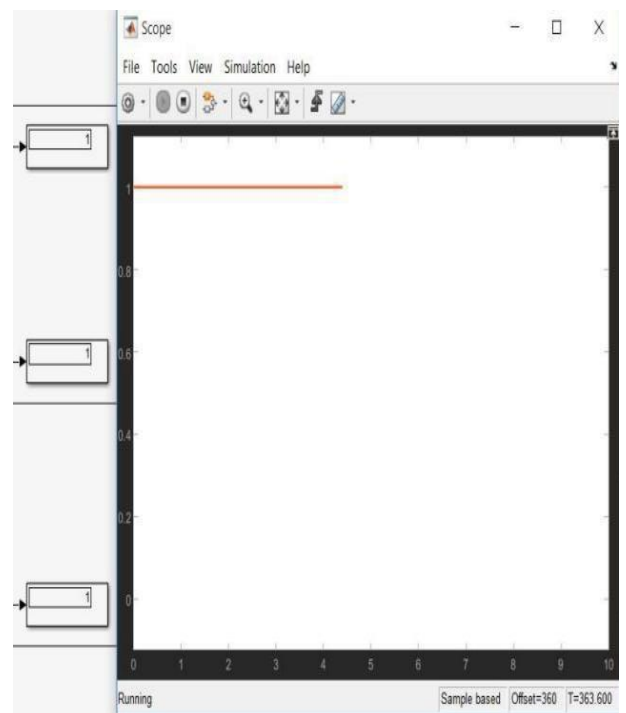 Scope
File Tools View Simulation Help
1
1
1
1
0.8
0.6
0.4
0.2
0
0 1 2 3 4 5 6 7 8 9 10
Running
Sample based Offset=360 T=363.600